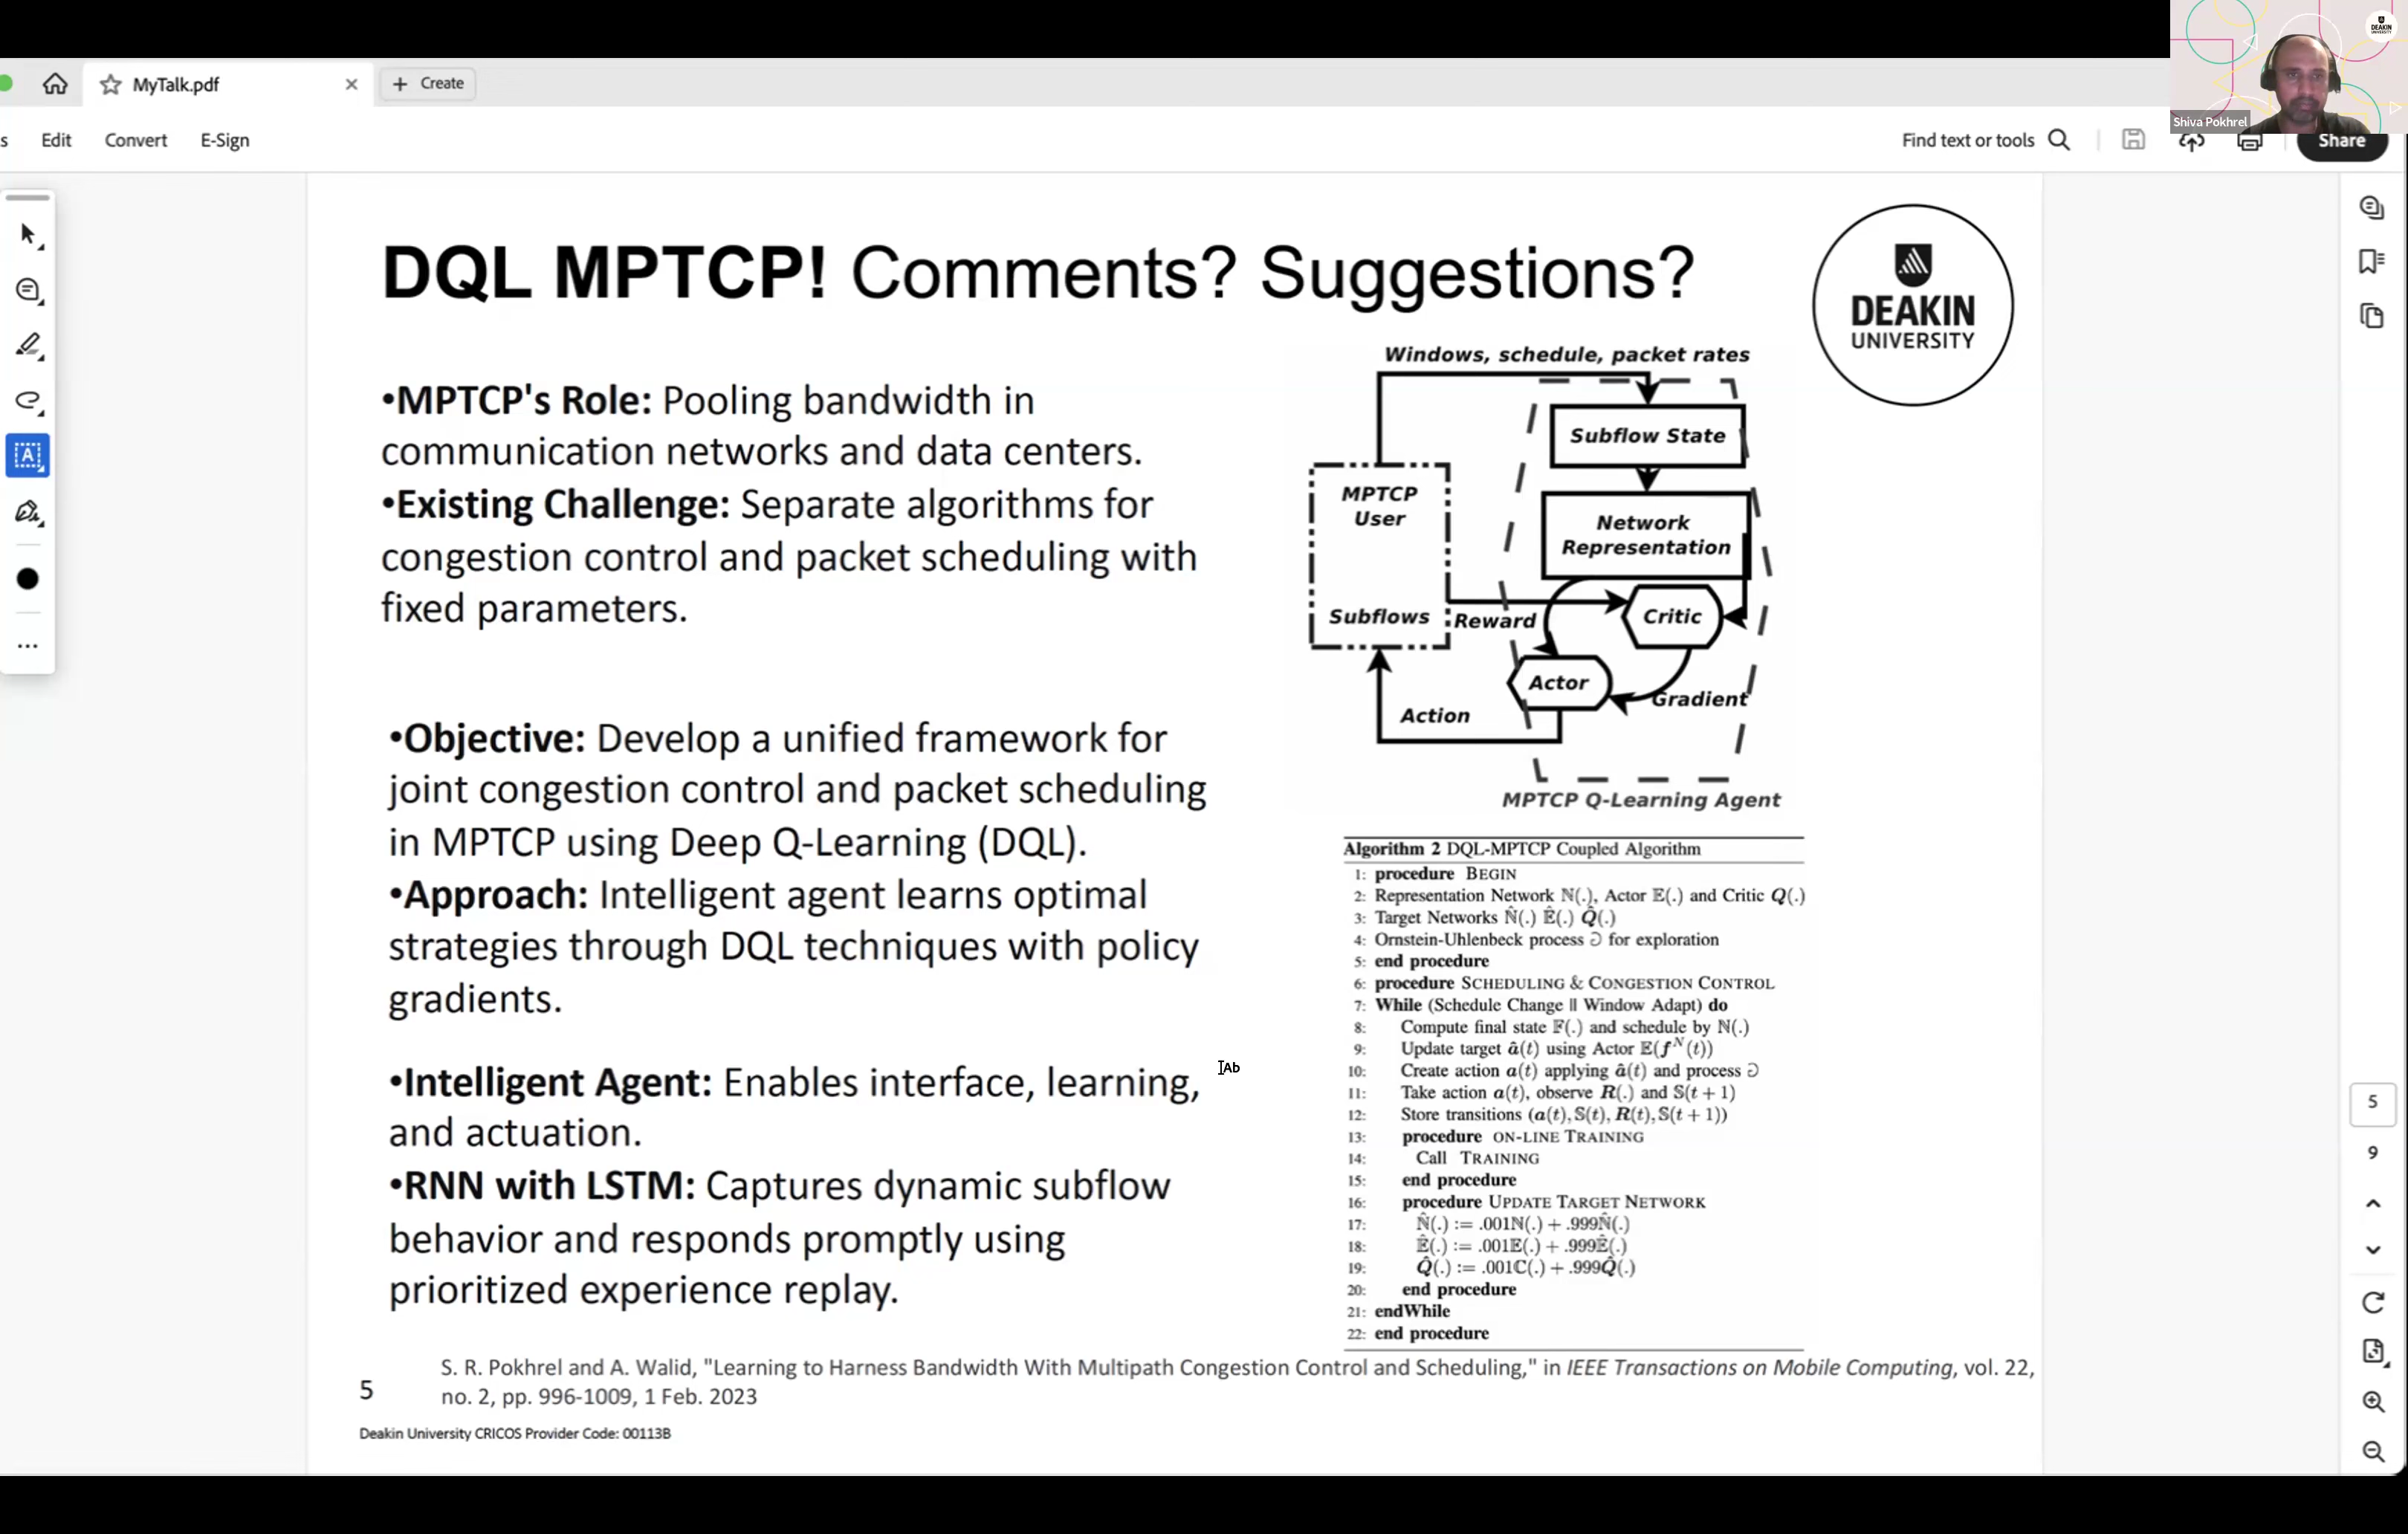 MyTalk.pdf
Create
s
Edit
Convert
E-Sign
Find text or tools
Share
DEAKIN
UNIVERSITY
Shiva Pokhrel
DQL MPTCP! Comments? Suggestions?
DEAKIN
UNIVERSITY
•MPTCP's Role: Pooling bandwidth in
communication networks and data centers.
•Existing Challenge: Separate algorithms for
congestion control and packet scheduling with
fixed parameters.
•Objective: Develop a unified framework for
joint congestion control and packet scheduling
in MPTCP using Deep Q-Learning (DQL).
•Approach: Intelligent agent learns optimal
strategies through DQL techniques with policy
gradients.
•Intelligent Agent: Enables interface, learning,
and actuation.
•RNN with LSTM: Captures dynamic subflow
behavior and responds promptly using
prioritized experience replay.
Windows, schedule, packet rates
Subflow State
MPTCP
User
Network
Representation
Subflows
Reward
Critic
Actor
Gradient
Action
MPTCP Q-Learning Agent
Algorithm 2 DQL-MPTCP Coupled Algorithm
1: procedure BEGIN
2: Representation Network ℕ(.), Actor 𝔼(.) and Critic Q(.)
3: Target Networks ℕ̂(.) 𝔼̂(.) Q̂(.)
4: Ornstein-Uhlenbeck process Ͽ for exploration
5: end procedure
6: procedure SCHEDULING & CONGESTION CONTROL
7: While (Schedule Change || Window Adapt) do
8: Compute final state 𝔽(.) and schedule by ℕ(.)
9: Update target â(t) using Actor 𝔼(f^N(t))
10: Create action a(t) applying â(t) and process Ͽ
11: Take action a(t), observe R(.) and 𝕊(t + 1)
12: Store transitions (a(t), 𝕊(t), R(t), 𝕊(t + 1))
13: procedure ON-LINE TRAINING
14: Call TRAINING
15: end procedure
16: procedure UPDATE TARGET NETWORK
17: ℕ̂(.) := .001ℕ(.) + .999ℕ̂(.)
18: 𝔼̂(.) := .001𝔼(.) + .999𝔼̂(.)
19: Q̂(.) := .001ℂ(.) + .999Q̂(.)
20: end procedure
21: endWhile
22: end procedure
S. R. Pokhrel and A. Walid, "Learning to Harness Bandwidth With Multipath Congestion Control and Scheduling," in IEEE Transactions on Mobile Computing, vol. 22,
no. 2, pp. 996-1009, 1 Feb. 2023
5
Deakin University CRICOS Provider Code: 00113B
Ab
A
5
9